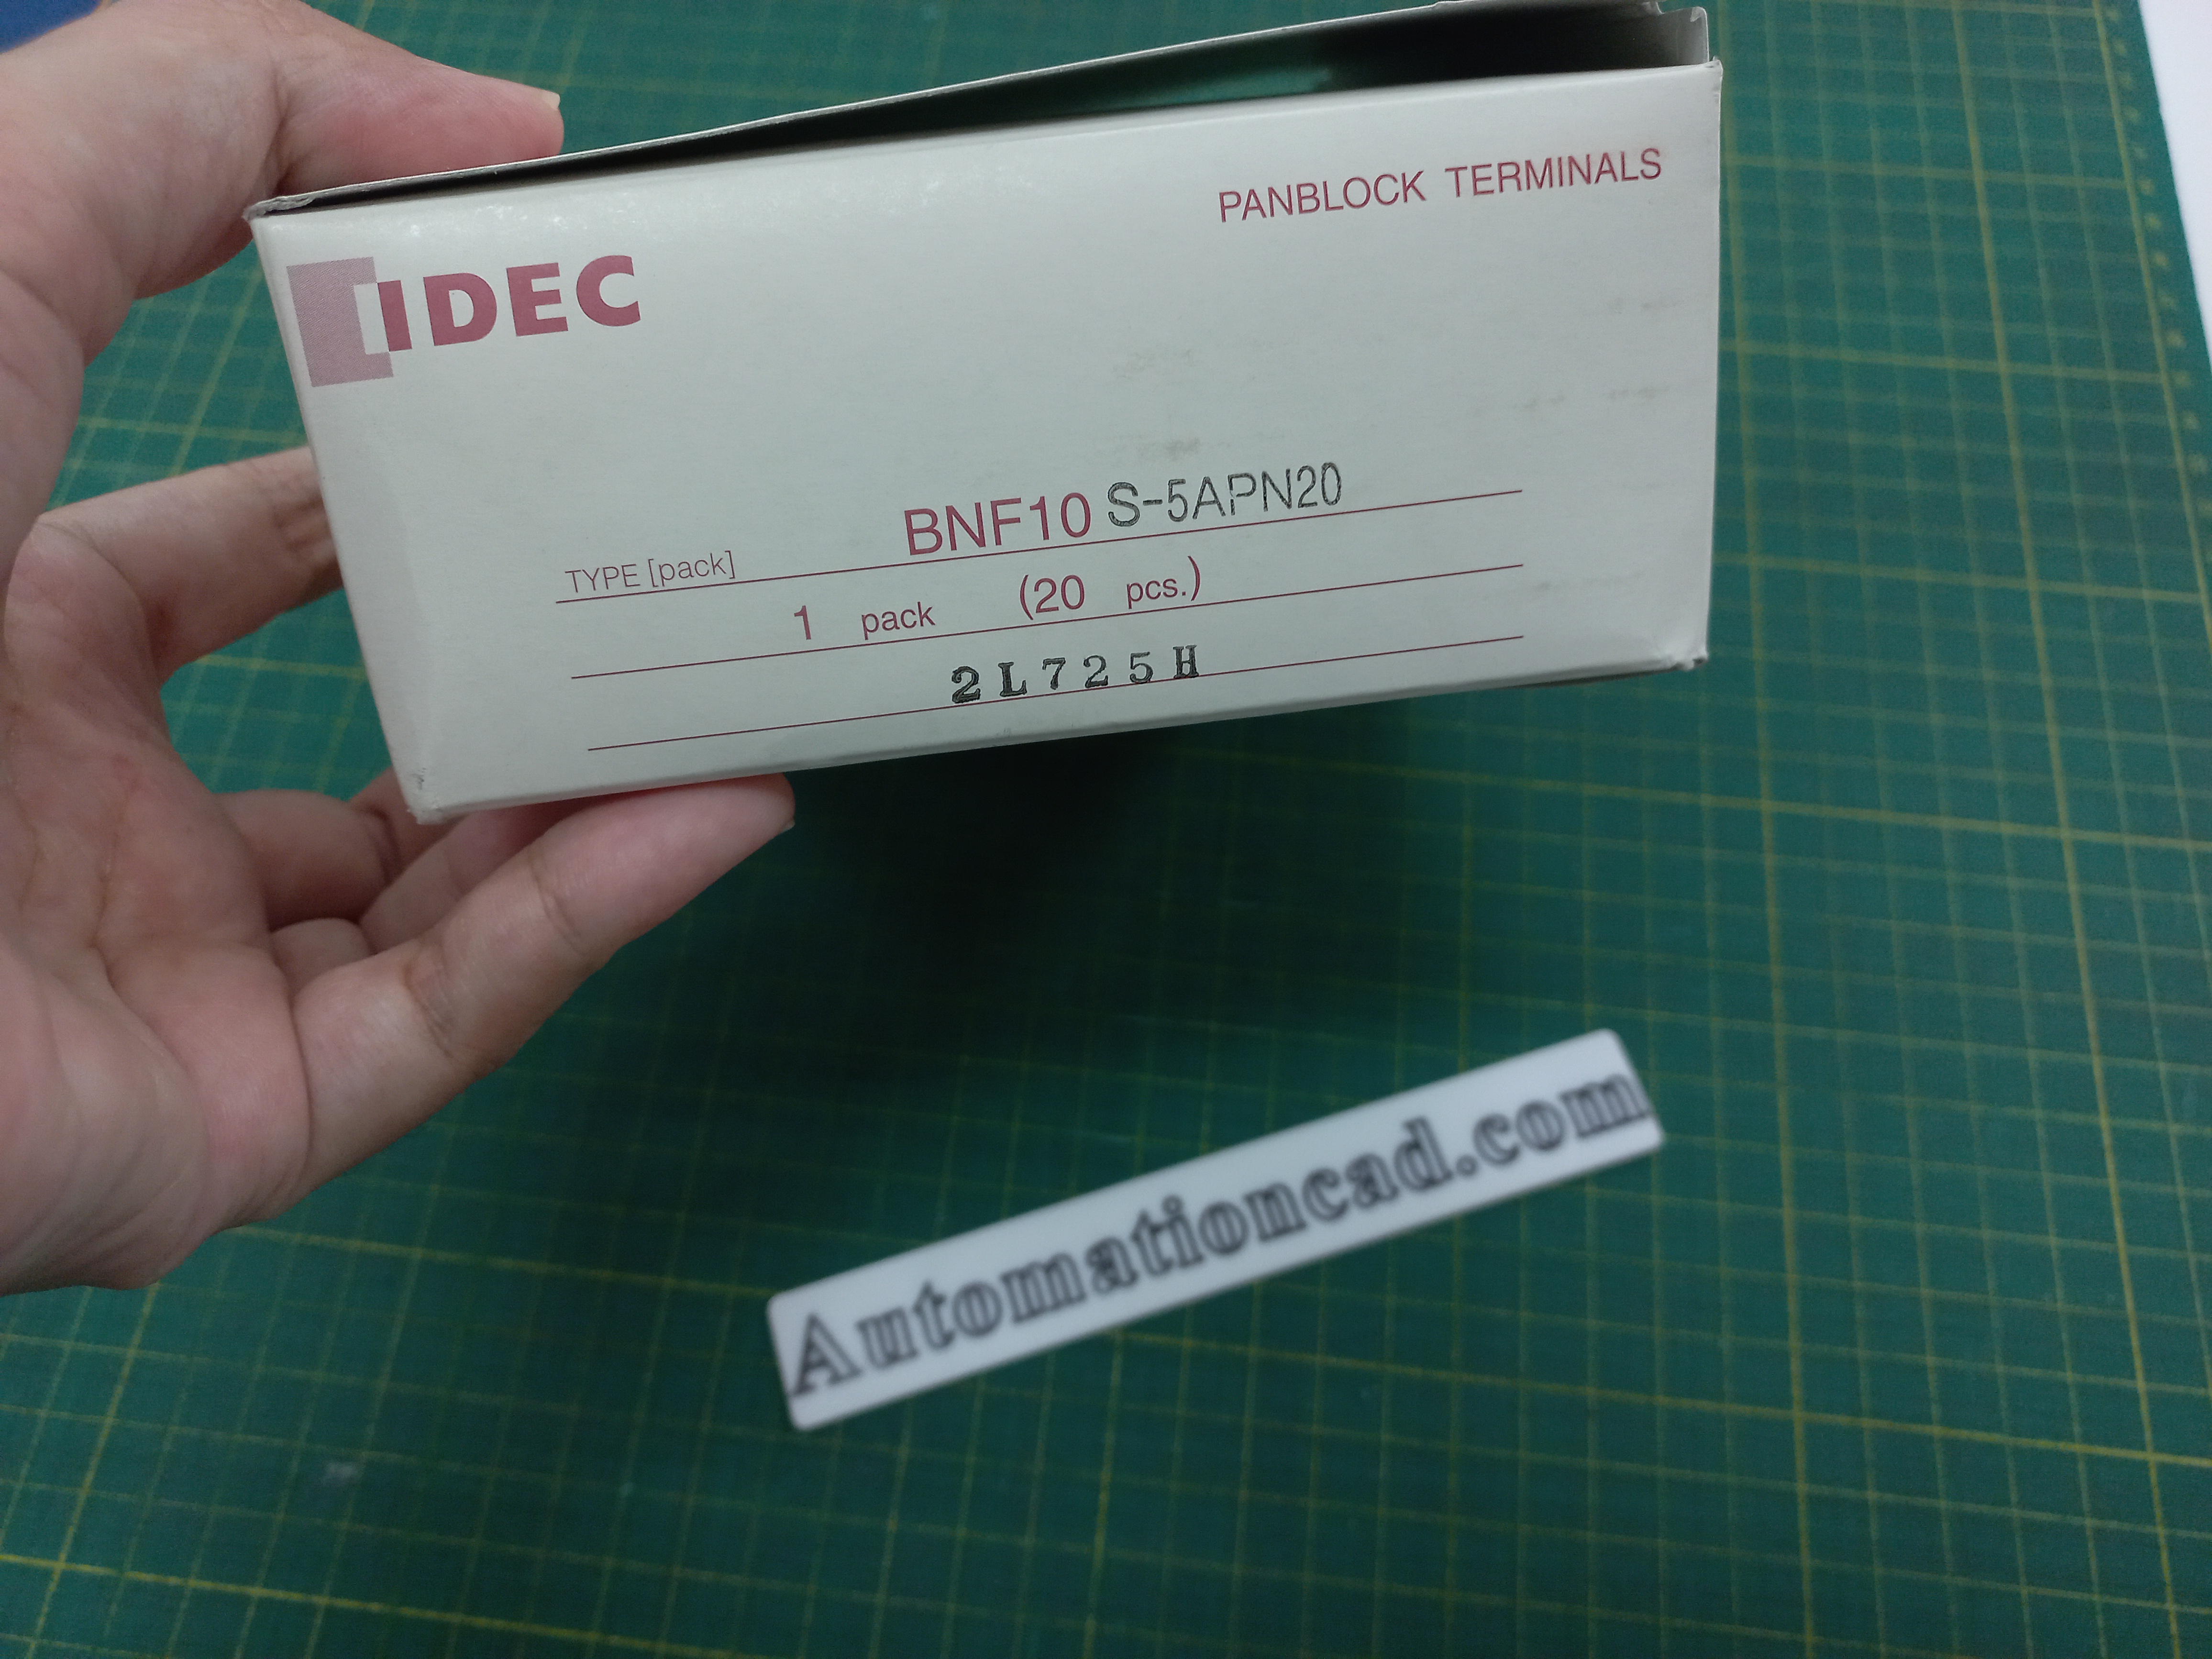 PANBLOCK TERMINALS
IDEC
TYPE [pack] BNF10 S-5APN20
1 pack (20 pcs.)
2L725H
Automationcad.com